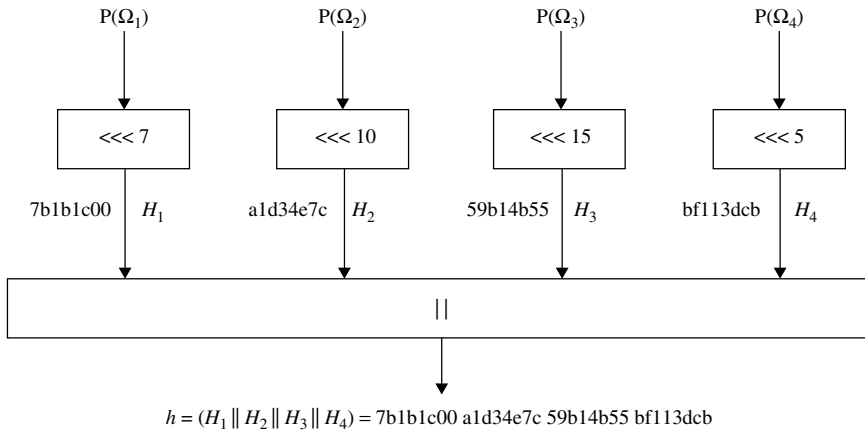 P(Ω₁) P(Ω₂) P(Ω₃) P(Ω₄)
<<< 7 <<< 10 <<< 15 <<< 5
7b1b1c00 H₁ a1d34e7c H₂ 59b14b55 H₃ bf113dcb H₄
||
h = (H₁ || H₂ || H₃ || H₄) = 7b1b1c00 a1d34e7c 59b14b55 bf113dcb